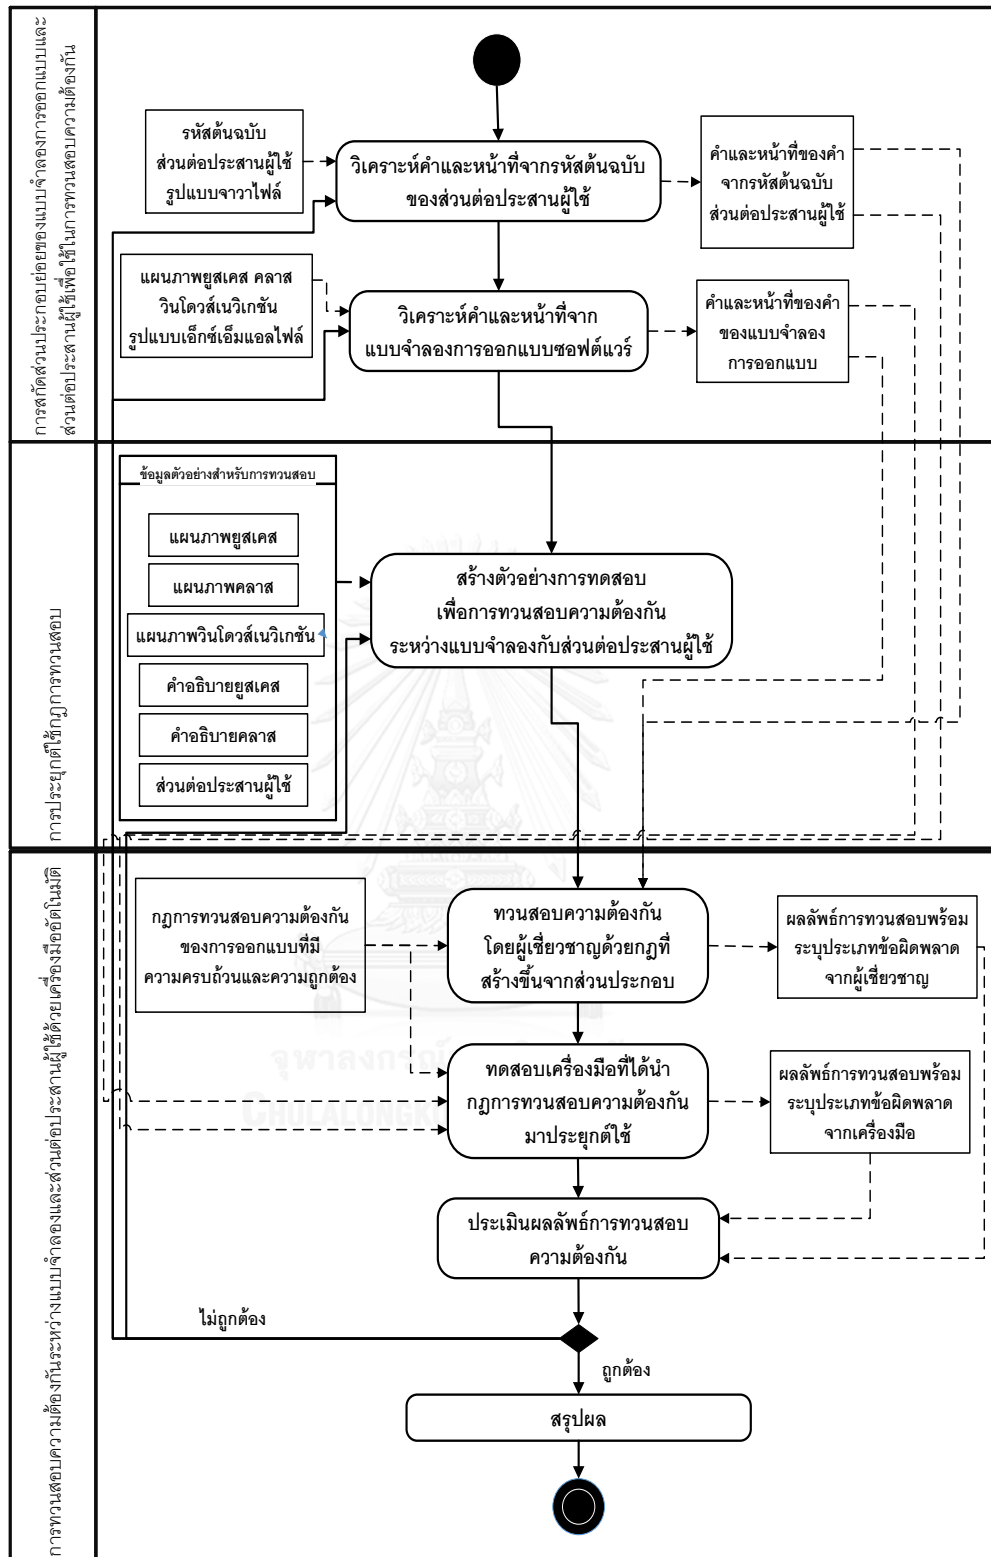 การสกัดส่วนประกอบย่อยของแบบจำลองการออกแบบและ
ส่วนต่อประสานผู้ใช้เพื่อใช้ในการทวนสอบความต้องกัน
รหัสต้นฉบับ
ส่วนต่อประสานผู้ใช้
รูปแบบจาวาไฟล์
วิเคราะห์คำและหน้าที่จากรหัสต้นฉบับ
ของส่วนต่อประสานผู้ใช้
คำและหน้าที่ของคำ
จากรหัสต้นฉบับ
ส่วนต่อประสานผู้ใช้
แผนภาพยูสเคส คลาส
วินโดวส์เนวิเกชัน
รูปแบบเอ็กซ์เอ็มแอลไฟล์
วิเคราะห์คำและหน้าที่จาก
แบบจำลองการออกแบบซอฟต์แวร์
คำและหน้าที่ของคำ
ของแบบจำลอง
การออกแบบ
การประยุกต์ใช้กฎการทวนสอบ
ข้อมูลตัวอย่างสำหรับการทวนสอบ
แผนภาพยูสเคส
แผนภาพคลาส
แผนภาพวินโดวส์เนวิเกชัน
คำอธิบายยูสเคส
คำอธิบายคลาส
ส่วนต่อประสานผู้ใช้
สร้างตัวอย่างการทดสอบ
เพื่อการทวนสอบความต้องกัน
ระหว่างแบบจำลองกับส่วนต่อประสานผู้ใช้
การทวนสอบความต้องกันระหว่างแบบจำลองและส่วนต่อประสานผู้ใช้ด้วยเครื่องมืออัตโนมัติ
กฎการทวนสอบความต้องกัน
ของการออกแบบที่มี
ความครบถ้วนและความถูกต้อง
ทวนสอบความต้องกัน
โดยผู้เชี่ยวชาญด้วยกฎที่
สร้างขึ้นจากส่วนประกอบ
ผลลัพธ์การทวนสอบพร้อม
ระบุประเภทข้อผิดพลาด
จากผู้เชี่ยวชาญ
จุฬาลงกรณ์
CHULALONGK
ทดสอบเครื่องมือที่ได้นำ
กฎการทวนสอบความต้องกัน
มาประยุกต์ใช้
ผลลัพธ์การทวนสอบพร้อม
ระบุประเภทข้อผิดพลาด
จากเครื่องมือ
ประเมินผลลัพธ์การทวนสอบ
ความต้องกัน
ไม่ถูกต้อง
ถูกต้อง
สรุปผล